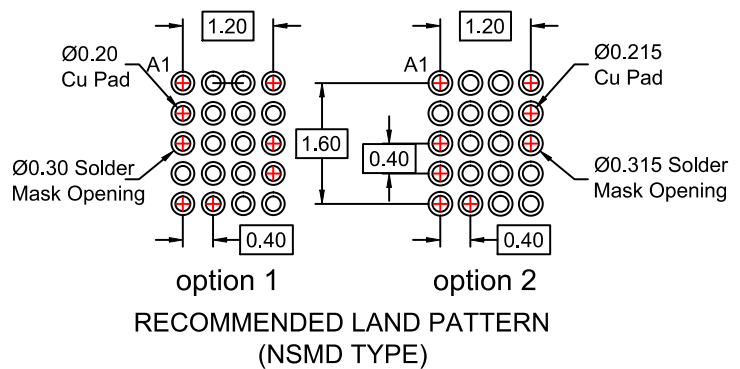 1.20
1.20
Ø0.20
Cu Pad
A1
A1
Ø0.215
Cu Pad
1.60
0.40
Ø0.30 Solder
Mask Opening
Ø0.315 Solder
Mask Opening
0.40
0.40
option 1
option 2
RECOMMENDED LAND PATTERN
(NSMD TYPE)